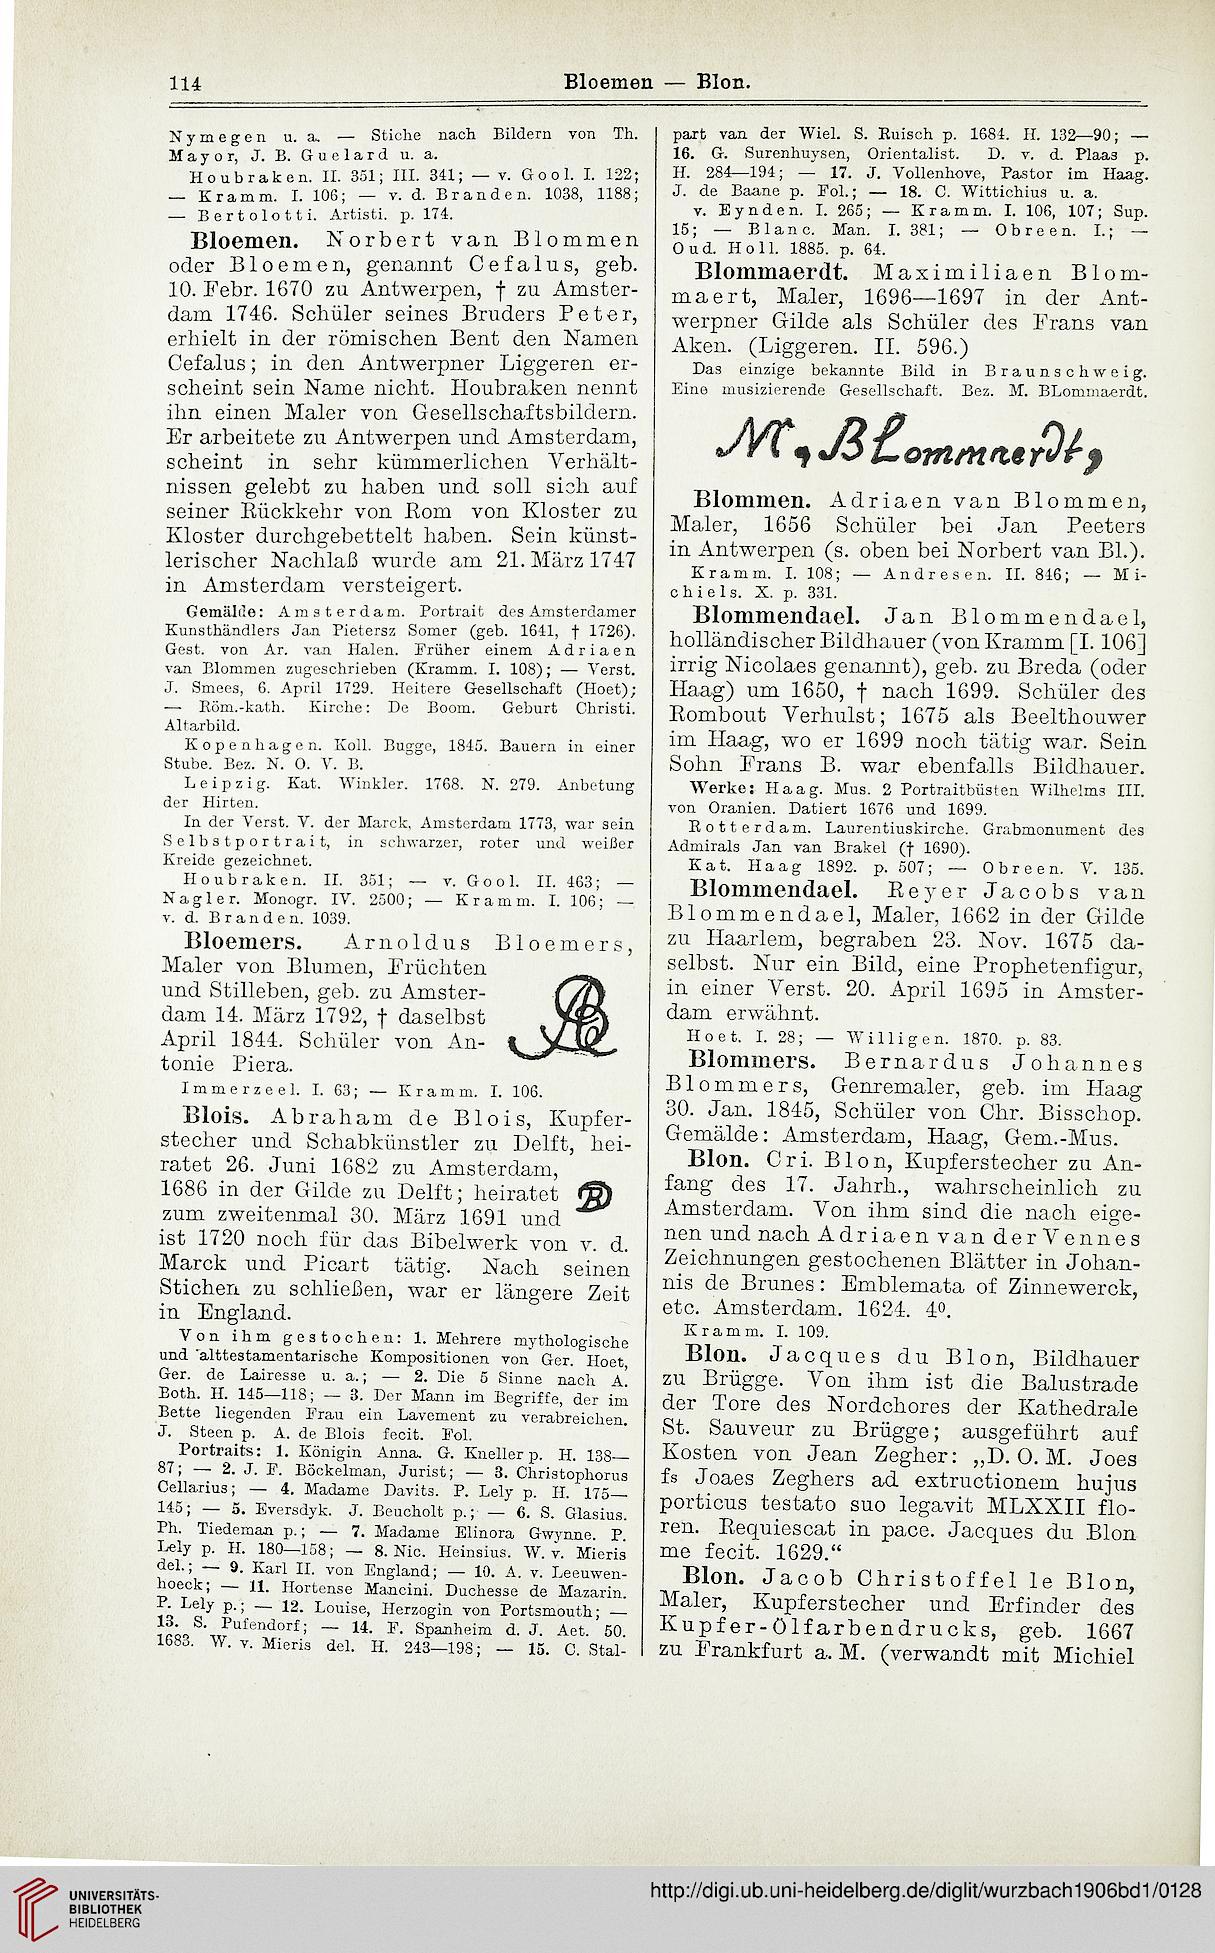 114
Bloemen — Blon.
Nymegen u. a. — Stiche nach Bildern von Th.
Mayor, J. B. Guelard u. a.
Houbraken. II. 351; III. 341; — v. Gool. I. 122;
— Kramm. I. 106; — v. d. Branden. 1038, 1188;
— Bertolotti. Artisti. p. 174.
Bloemen. Norbert van Blommen
oder Bloemen, genannt Cefalus, geb.
10. Febr. 1670 zu Antwerpen, † zu Amster-
dam 1746. Schüler seines Bruders Peter,
erhielt in der römischen Bent den Namen
Cefalus; in den Antwerpner Liggeren er-
scheint sein Name nicht. Houbraken nennt
ihn einen Maler von Gesellschaftsbildern.
Er arbeitete zu Antwerpen und Amsterdam,
scheint in sehr kümmerlichen Verhält-
nissen gelebt zu haben und soll sich auf
seiner Rückkehr von Rom von Kloster zu
Kloster durchgebettelt haben. Sein künst-
lerischer Nachlaß wurde am 21. März 1747
in Amsterdam versteigert.
Gemälde: Amsterdam. Portrait des Amsterdamer
Kunsthändlers Jan Pietersz Somer (geb. 1641, † 1726).
Gest. von Ar. van Halen. Früher einem Adriaen
van Blommen zugeschrieben (Kramm. I. 108); — Verst.
J. Smees, 6. April 1729. Heitere Gesellschaft (Hoet);
— Röm.-kath. Kirche: De Boom. Geburt Christi.
Altarbild.
Kopenhagen. Koll. Bugge, 1845. Bauern in einer
Stube. Bez. N. O. V. B.
Leipzig. Kat. Winkler. 1768. N. 279. Anbetung
der Hirten.
In der Verst. V. der Marck, Amsterdam 1773, war sein
Selbstportrait, in schwarzer, roter und weißer
Kreide gezeichnet.
Houbraken. II. 351; — v. Gool. II. 463; —
Nagler. Monogr. IV. 2500; — Kramm. I. 106; —
v. d. Branden. 1039.
Bloemers. Arnoldus Bloemers,
Maler von Blumen, Früchten
und Stilleben, geb. zu Amster-
dam 14. März 1792, † daselbst
April 1844. Schüler von An-
tonie Piera.
AB
Immerzeel. I. 63; — Kramm. I. 106.
Blois. Abraham de Blois, Kupfer-
stecher und Schabkünstler zu Delft, hei-
ratet 26. Juni 1682 zu Amsterdam,
1686 in der Gilde zu Delft; heiratet
zum zweitenmal 30. März 1691 und
ist 1720 noch für das Bibelwerk von v. d.
Marck und Picart tätig. Nach seinen
Stichen zu schließen, war er längere Zeit
in England.
Von ihm gestochen: 1. Mehrere mythologische
und alttestamentarische Kompositionen von Ger. Hoet,
Ger. de Lairesse u. a.; — 2. Die 5 Sinne nach A.
Both. H. 145—118; — 3. Der Mann im Begriffe, der im
Bette liegenden Frau ein Lavement zu verabreichen.
J. Steen p. A. de Blois fecit. Fol.
Portraits: 1. Königin Anna. G. Kneller p. H. 138—
87; — 2. J. F. Böckelman, Jurist; — 3. Christophorus
Cellarius; — 4. Madame Davits. P. Lely p. H. 175—
145; — 5. Eversdyk. J. Beucholt p.; — 6. S. Glasius.
Ph. Tiedeman p.; — 7. Madame Elinora Gwynne. P.
Lely p. H. 180—158; — 8. Nic. Heinsius. W. v. Mieris
del.; — 9. Karl II. von England; — 10. A. v. Leeuwen-
hoeck; — 11. Hortense Mancini. Duchesse de Mazarin.
P. Lely p.; — 12. Louise, Herzogin von Portsmouth; —
13. S. Pufendorf; — 14. F. Spanheim d. J. Aet. 50.
1683. W. v. Mieris del. H. 243—198; — 15. C. Stal-
part van der Wiel. S. Ruisch p. 1684. H. 132—90; —
16. G. Surenhuysen, Orientalist. D. v. d. Plaas p.
H. 284—194; — 17. J. Vollenhove, Pastor im Haag.
J. de Baane p. Fol.; — 18. C. Wittichius u. a.
v. Eynden. I. 265; — Kramm. I. 106, 107; Sup.
15; — Blanc. Man. I. 381; — Obreen. I.; —
Oud. Holl. 1885. p. 64.
Blommaerdt. Maximiliaen Blom-
maert, Maler, 1696—1697 in der Ant-
werpner Gilde als Schüler des Frans van
Aken. (Liggeren. II. 596.)
Das einzige bekannte Bild in Braunschweig.
Eine musizierende Gesellschaft. Bez. M. BLommaerdt.
M, BLommaerdt,
Blommen. Adriaen van Blommen,
Maler, 1656 Schüler bei Jan Peeters
in Antwerpen (s. oben bei Norbert van Bl.).
Kramm. I. 108; — Andresen. II. 846; — Mi-
chiels. X. p. 331.
Blommendael. Jan Blommendael,
holländischer Bildhauer (von Kramm [I. 106]
irrig Nicolaes genannt), geb. zu Breda (oder
Haag) um 1650, † nach 1699. Schüler des
Rombout Verhulst; 1675 als Beelthouwer
im Haag, wo er 1699 noch tätig war. Sein
Sohn Frans B. war ebenfalls Bildhauer.
Werke: Haag. Mus. 2 Portraitbüsten Wilhelms III.
von Oranien. Datiert 1676 und 1699.
Rotterdam. Laurentiuskirche. Grabmonument des
Admirals Jan van Brakel († 1690).
Kat. Haag 1892. p. 507; — Obreen. V. 135.
Blommendael. Reyer Jacobs van
Blommendael, Maler, 1662 in der Gilde
zu Haarlem, begraben 23. Nov. 1675 da-
selbst. Nur ein Bild, eine Prophetenfigur,
in einer Verst. 20. April 1695 in Amster-
dam erwähnt.
Hoet. I. 28; — Willigen. 1870. p. 83.
Blommers. Bernardus Johannes
Blommers, Genremaler, geb. im Haag
30. Jan. 1845, Schüler von Chr. Bisschop.
Gemälde: Amsterdam, Haag, Gem.-Mus.
Blon. Cri. Blon, Kupferstecher zu An-
fang des 17. Jahrh., wahrscheinlich zu
Amsterdam. Von ihm sind die nach eige-
nen und nach Adriaen van der Vennes
Zeichnungen gestochenen Blätter in Johan-
nis de Brunes: Emblemata of Zinnewerck,
etc. Amsterdam. 1624. 4⁰.
Kramm. I. 109.
Blon. Jacques du Blon, Bildhauer
zu Brügge. Von ihm ist die Balustrade
der Tore des Nordchores der Kathedrale
St. Sauveur zu Brügge; ausgeführt auf
Kosten von Jean Zegher: „D. O. M. Joes
fs Joaes Zeghers ad extructionem hujus
porticus testato suo legavit MLXXII flo-
ren. Requiescat in pace. Jacques du Blon
me fecit. 1629.“
Blon. Jacob Christoffel le Blon,
Maler, Kupferstecher und Erfinder des
Kupfer-Ölfarbendrucks, geb. 1667
zu Frankfurt a. M. (verwandt mit Michiel
UNIVERSITÄTS-
BIBLIOTHEK
HEIDELBERG
http://digi.ub.uni-heidelberg.de/diglit/wurzbach1906bd1/0128